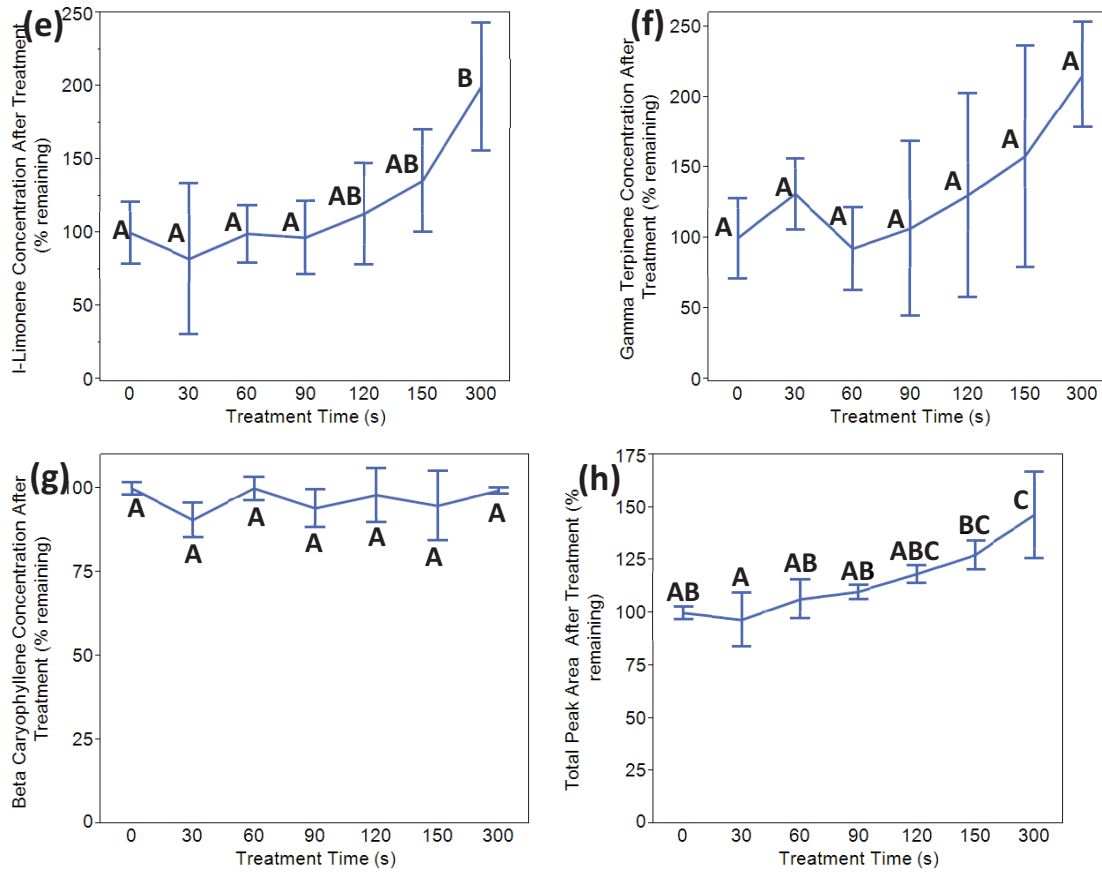 (e)
l-Limonene Concentration After Treatment
(% remaining)
250
200
150
100
50
0
A
A
A
A
AB
AB
B
0 30 60 90 120 150 300
Treatment Time (s)
(f)
Gamma Terpinene Concentration After
Treatment (% remaining)
250
200
150
100
50
0
A
A
A
A
A
A
A
0 30 60 90 120 150 300
Treatment Time (s)
(g)
Beta Caryophyllene Concentration After
Treatment (% remaining)
100
75
50
25
0
A
A
A
A
A
A
A
0 30 60 90 120 150 300
Treatment Time (s)
(h)
Total Peak Area After Treatment (%
remaining)
175
150
125
100
75
50
25
0
AB
A
AB
AB
ABC
BC
C
0 30 60 90 120 150 300
Treatment Time (s)